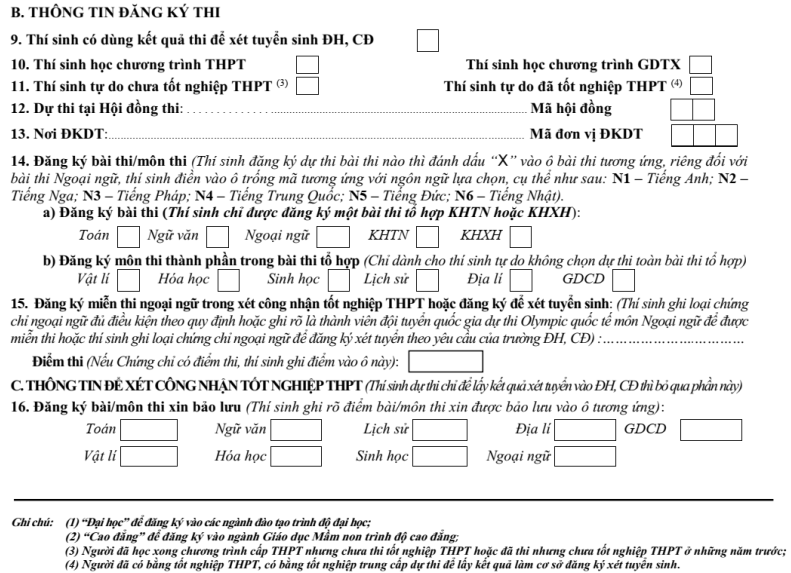 B. THÔNG TIN ĐĂNG KÝ THI
9. Thí sinh có dùng kết quả thi để xét tuyển sinh ĐH, CĐ
10. Thí sinh học chương trình THPT Thí sinh học chương trình GDTX
11. Thí sinh tự do chưa tốt nghiệp THPT (3) Thí sinh tự do đã tốt nghiệp THPT (4)
12. Dự thi tại Hội đồng thi: ........................ Mã hội đồng
13. Nơi ĐKDT:........................ Mã đơn vị ĐKDT
14. Đăng ký bài thi/môn thi (Thí sinh đăng ký dự thi bài thi nào thì đánh dấu “X” vào ô bài thi tương ứng, riêng đối với
bài thi Ngoại ngữ, thí sinh điền vào ô trống mã tương ứng với ngôn ngữ lựa chọn, cụ thể như sau: N1 – Tiếng Anh; N2 –
Tiếng Nga; N3 – Tiếng Pháp; N4 – Tiếng Trung Quốc; N5 – Tiếng Đức; N6 – Tiếng Nhật).
a) Đăng ký bài thi (Thí sinh chỉ được đăng ký một bài thi tổ hợp KHTN hoặc KHXH):
Toán Ngữ văn Ngoại ngữ KHTN KHXH
b) Đăng ký môn thi thành phần trong bài thi tổ hợp (Chỉ dành cho thí sinh tự do không chọn dự thi toàn bài thi tổ hợp)
Vật lí Hóa học Sinh học Lịch sử Địa lí GDCD
15. Đăng ký miễn thi ngoại ngữ trong xét công nhận tốt nghiệp THPT hoặc đăng ký để xét tuyển sinh: (Thí sinh ghi loại chứng
chỉ ngoại ngữ đủ điều kiện theo quy định hoặc ghi rõ là thành viên đội tuyển quốc gia dự thi Olympic quốc tế môn Ngoại ngữ để được
miễn thi hoặc thí sinh ghi loại chứng chỉ ngoại ngữ để đăng ký xét tuyển theo yêu cầu của trường ĐH, CĐ) :........................
Điểm thi (Nếu Chứng chỉ có điểm thi, thí sinh ghi điểm vào ô này):
C. THÔNG TIN ĐỂ XÉT CÔNG NHẬN TỐT NGHIỆP THPT (Thí sinh dự thi chỉ để lấy kết quả xét tuyển vào ĐH, CĐ thì bỏ qua phần này)
16. Đăng ký bài/môn thi xin bảo lưu (Thí sinh ghi rõ điểm bài/môn thi xin được bảo lưu vào ô tương ứng):
Toán Ngữ văn Lịch sử Địa lí GDCD
Vật lí Hóa học Sinh học Ngoại ngữ
Ghi chú: (1) “Đại học” để đăng ký vào các ngành đào tạo trình độ đại học;
(2) “Cao đẳng” để đăng ký vào ngành Giáo dục Mầm non trình độ cao đẳng;
(3) Người đã học xong chương trình cấp THPT nhưng chưa thi tốt nghiệp THPT hoặc đã thi nhưng chưa tốt nghiệp THPT ở những năm trước;
(4) Người đã có bằng tốt nghiệp THPT, có bằng tốt nghiệp trung cấp dự thi để lấy kết quả làm cơ sở đăng ký xét tuyển sinh.